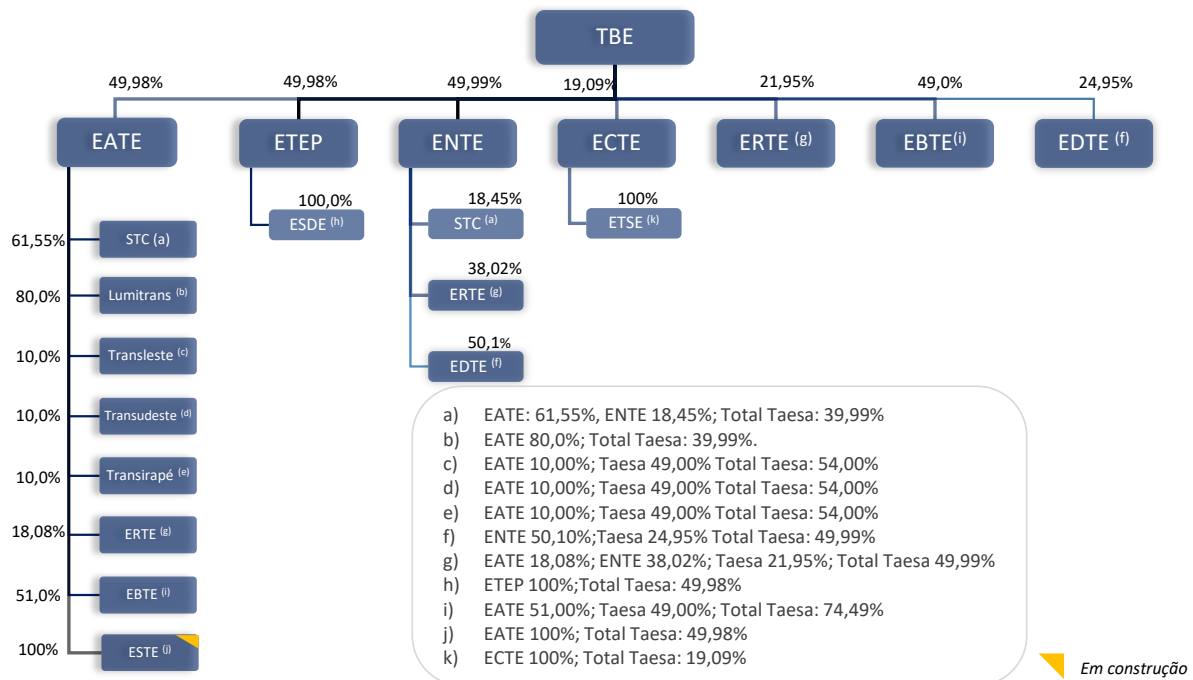 TBE
49,98%
49,98%
49,99%
19,09%
21,95%
49,0%
24,95%
EATE
ETEP
ENTE
ECTE
ERTE (g)
EBTE(i)
EDTE (f)
100,0%
ESDE (h)
18,45%
STC (a)
100%
ETSE (k)
61,55%
STC (a)
38,02%
ERTE (g)
80,0%
Lumitrans (b)
50,1%
EDTE (f)
10,0%
Transleste (c)
10,0%
Transudeste (d)
10,0%
Transirapé (e)
18,08%
ERTE (g)
51,0%
EBTE (i)
100%
ESTE (j)
a) EATE: 61,55%, ENTE 18,45%; Total Taesa: 39,99%
b) EATE 80,0%; Total Taesa: 39,99%.
c) EATE 10,00%; Taesa 49,00% Total Taesa: 54,00%
d) EATE 10,00%; Taesa 49,00% Total Taesa: 54,00%
e) EATE 10,00%; Taesa 49,00% Total Taesa: 54,00%
f) ENTE 50,10%;Taesa 24,95% Total Taesa: 49,99%
g) EATE 18,08%; ENTE 38,02%; Taesa 21,95%; Total Taesa 49,99%
h) ETEP 100%;Total Taesa: 49,98%
i) EATE 51,00%; Taesa 49,00%; Total Taesa: 74,49%
j) EATE 100%; Total Taesa: 49,98%
k) ECTE 100%; Total Taesa: 19,09%
Em construção